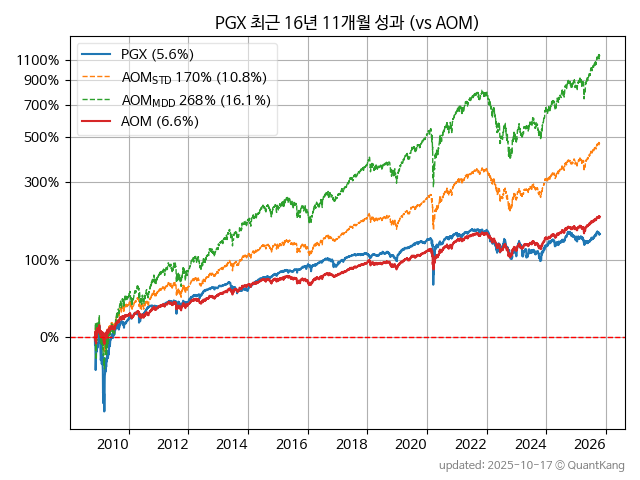 PGX 최근 16년 11개월 성과 (vs AOM)
PGX (5.6%)
AOMSTD 170% (10.8%)
AOMMDD 268% (16.1%)
AOM (6.6%)
1100%
900%
700%
500%
300%
100%
0%
2010 2012 2014 2016 2018 2020 2022 2024 2026
updated: 2025-10-17 © QuantKang